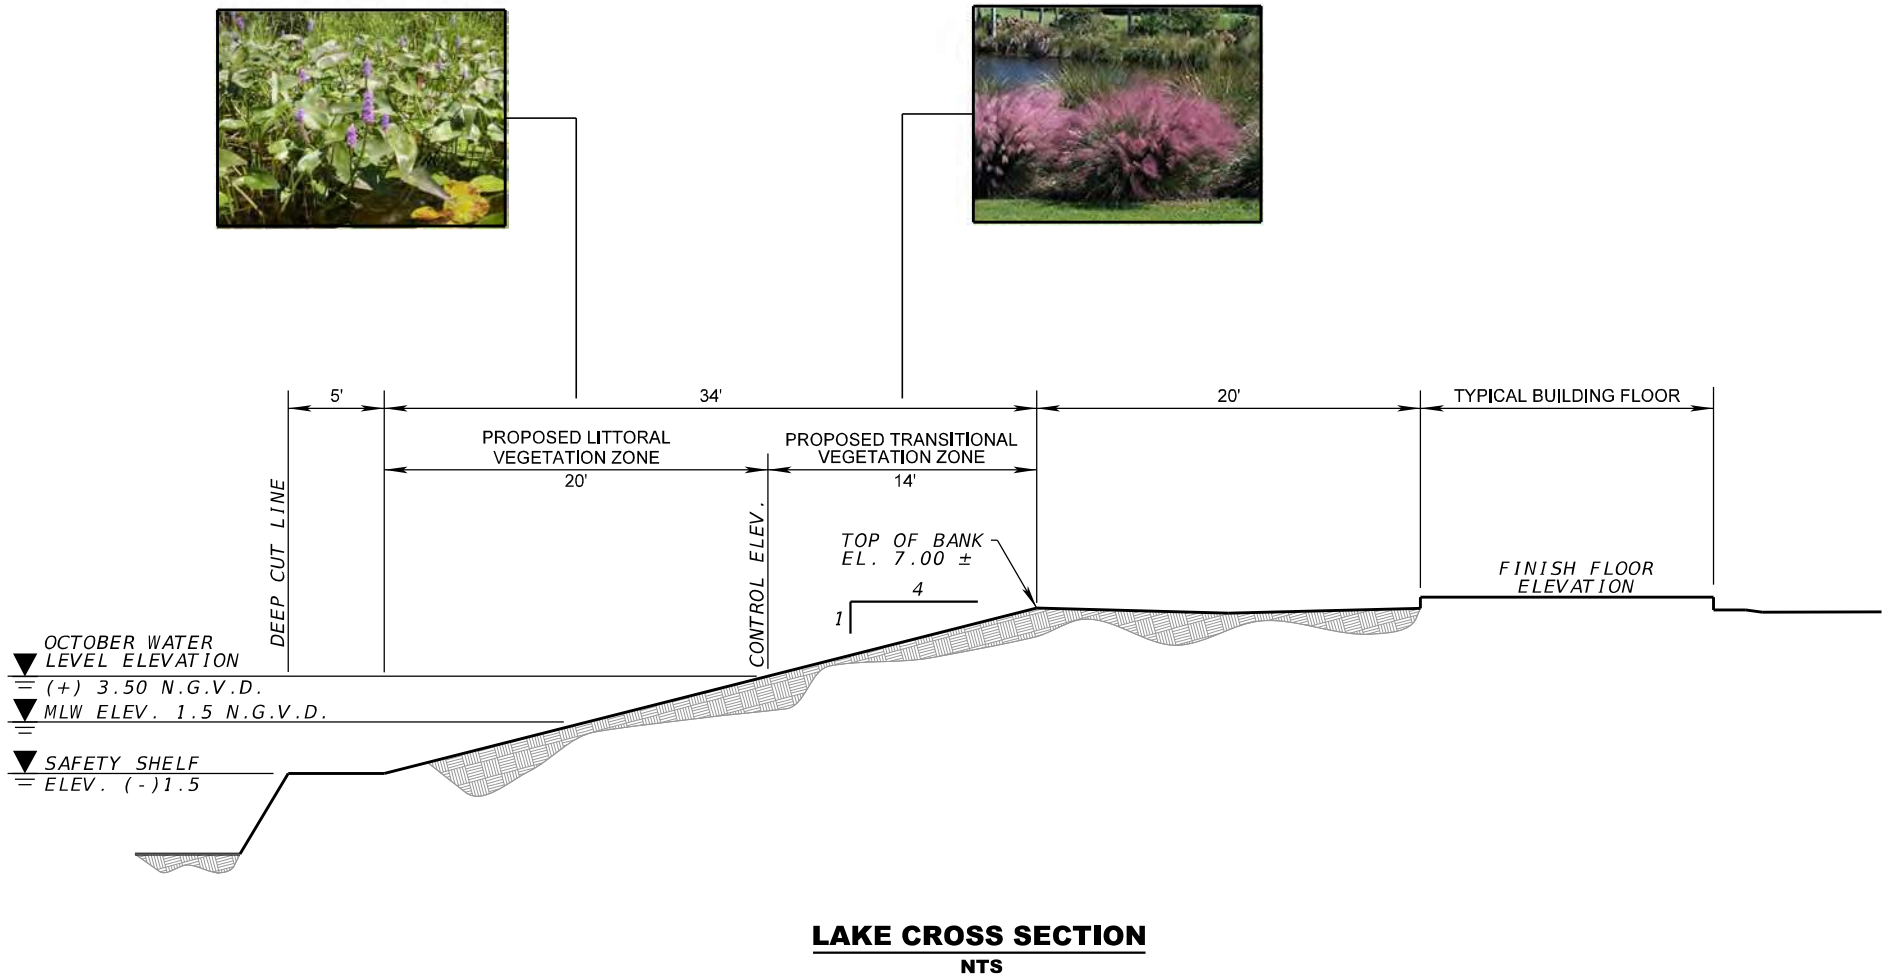 5'
34'
20'
TYPICAL BUILDING FLOOR
PROPOSED LITTORAL
VEGETATION ZONE
20'
PROPOSED TRANSITIONAL
VEGETATION ZONE
14'
DEEP CUT LINE
CONTROL ELEV.
TOP OF BANK
EL. 7.00 ±
4
1
FINISH FLOOR
ELEVATION
OCTOBER WATER
LEVEL ELEVATION
(+) 3.50 N.G.V.D.
MLW ELEV. 1.5 N.G.V.D.
SAFETY SHELF
ELEV. (-)1.5
LAKE CROSS SECTION
NTS